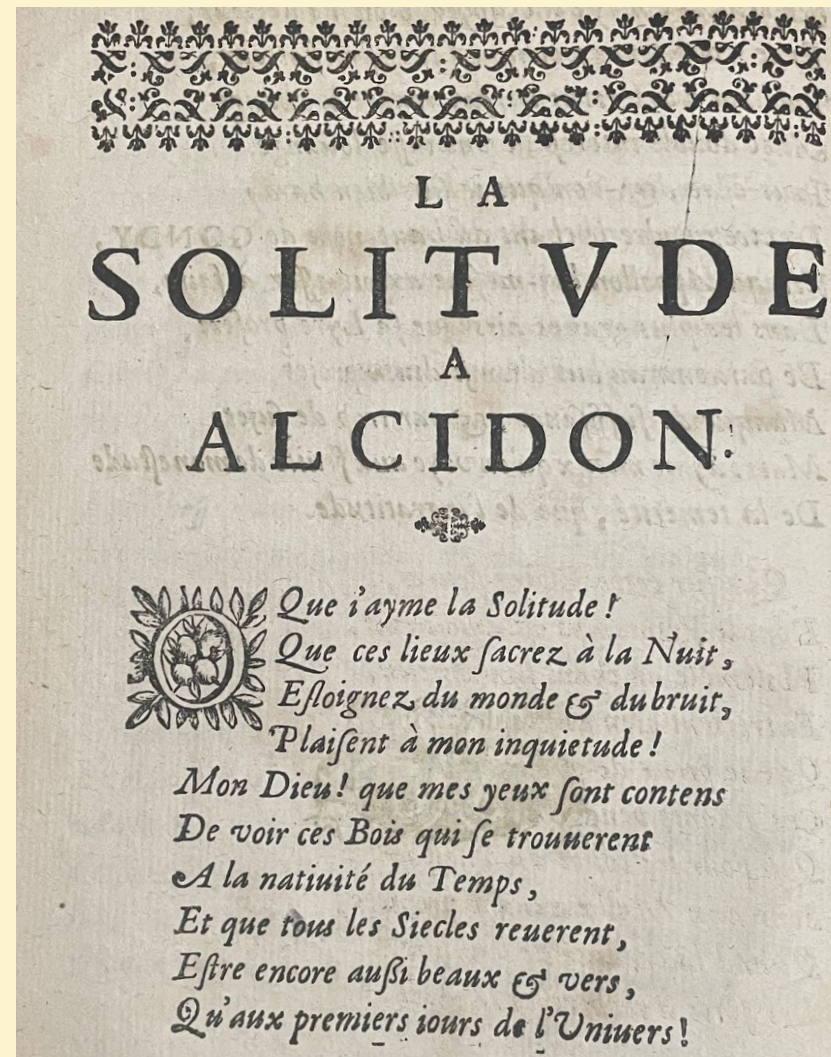 LA
SOLITVDE
A
ALCIDON.
O Que i'ayme la Solitude !
Que ces lieux ſacrez à la Nuit,
Eſloignez du monde & du bruit,
Plaiſent à mon inquietude !
Mon Dieu ! que mes yeux ſont contens
De voir ces Bois qui ſe trouuerent
A la natiuité du Temps,
Et que tous les Siecles reuerent,
Eſtre encore auſſi beaux & vers,
Qu'aux premiers iours de l'Vniuers !